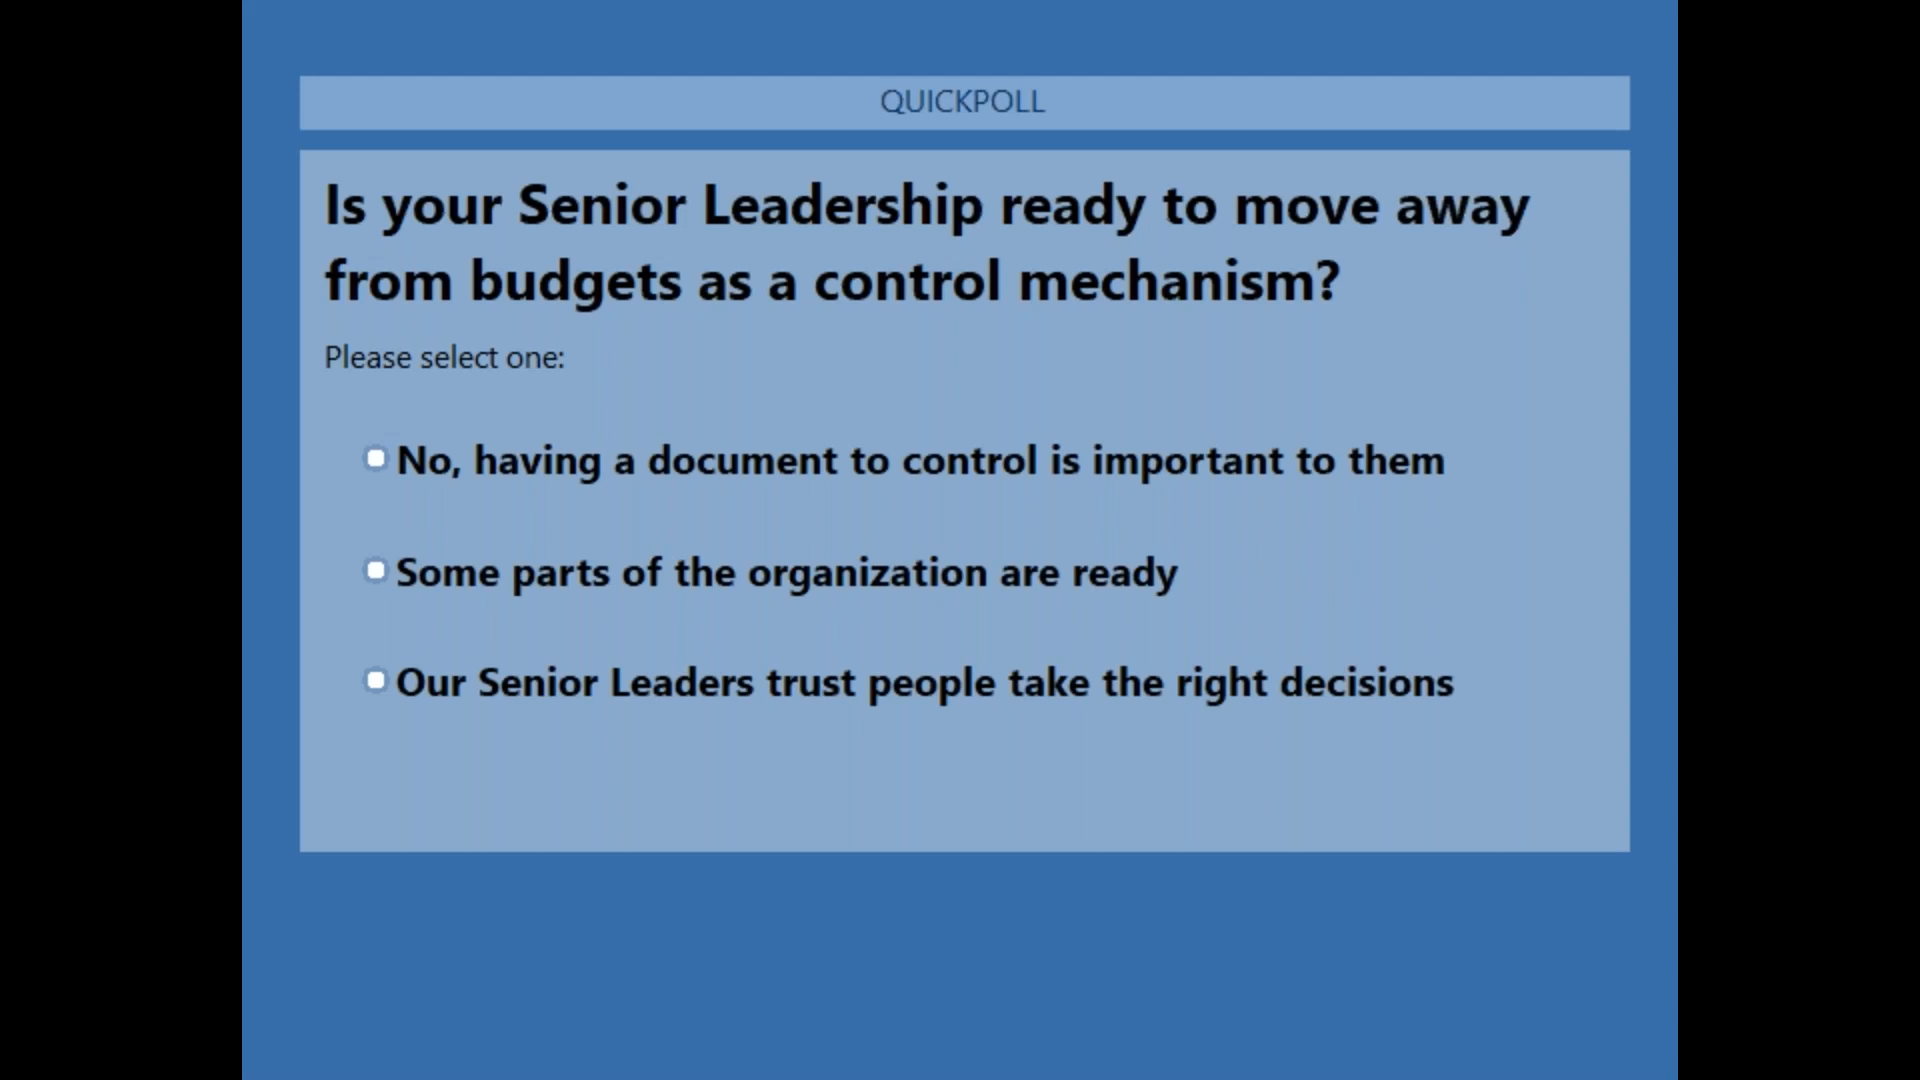 QUICKPOLL
Is your Senior Leadership ready to move away
from budgets as a control mechanism?
Please select one:
No, having a document to control is important to them
Some parts of the organization are ready
Our Senior Leaders trust people take the right decisions